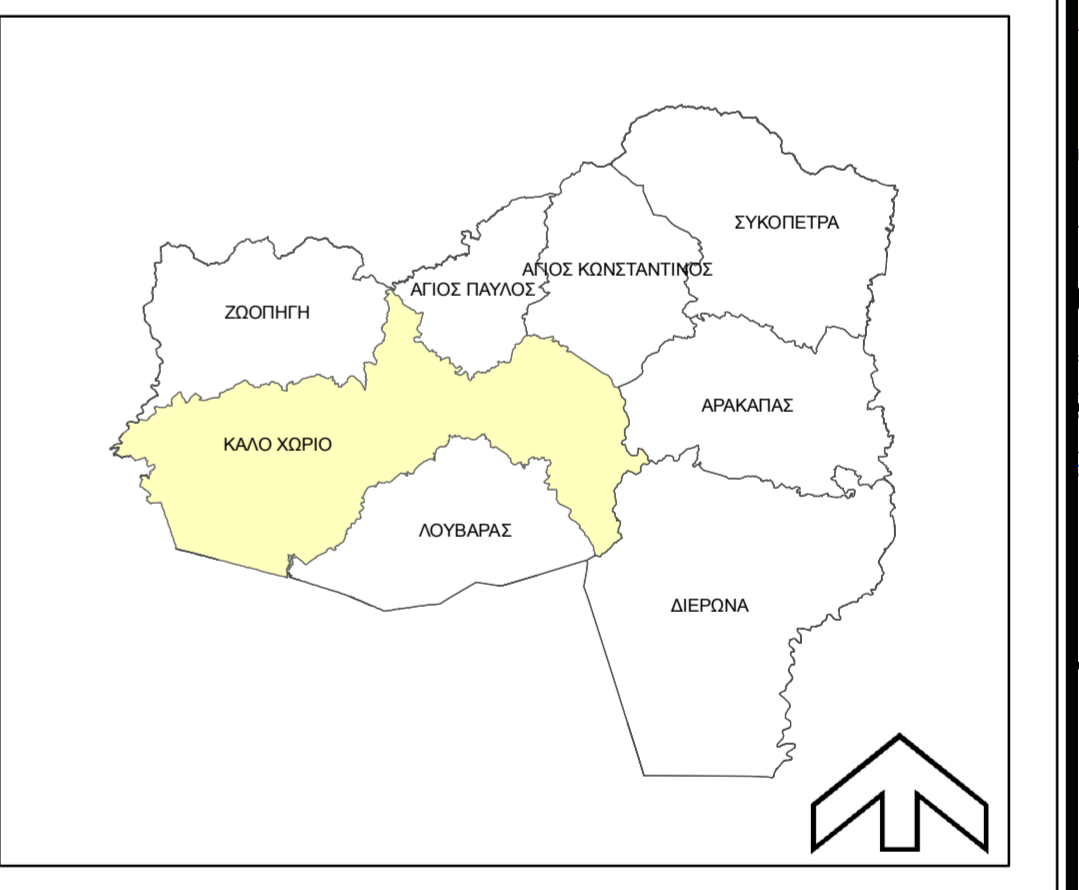 ΣΥΚΟΠΕΤΡΑ
ΑΓΙΟΣ ΚΩΝΣΤΑΝΤΙΝΟΣ
ΑΓΙΟΣ ΠΑΥΛΟΣ
ΖΩΟΠΗΓΗ
ΑΡΑΚΑΠΑΣ
ΚΑΛΟ ΧΩΡΙΟ
ΛΟΥΒΑΡΑΣ
ΔΙΕΡΩΝΑ